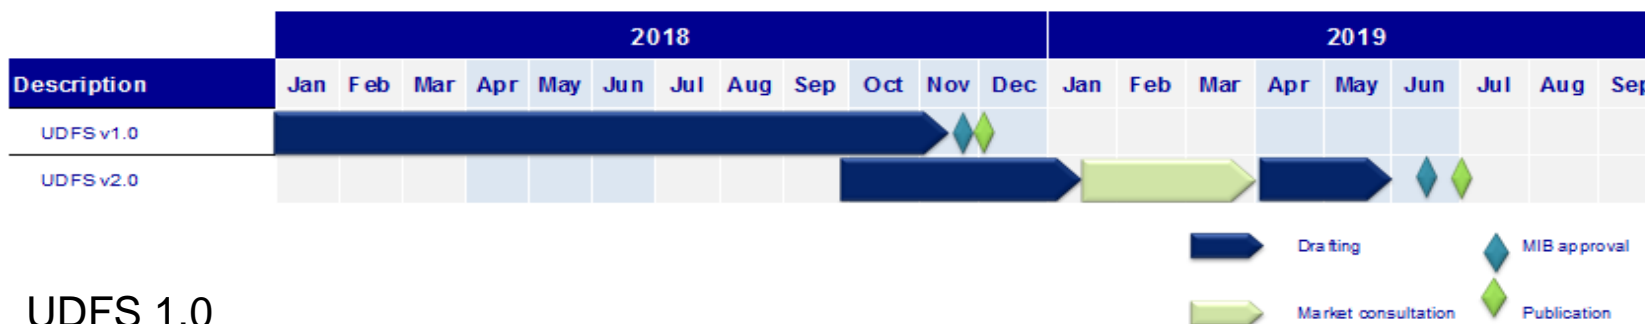 2018 2019
Description Jan Feb Mar Apr May Jun Jul Aug Sep Oct Nov Dec Jan Feb Mar Apr May Jun Jul Aug Sep
UDFS v1.0
UDFS v2.0
Drafting MIB approval
UDFS 1.0
Market consultation Publication